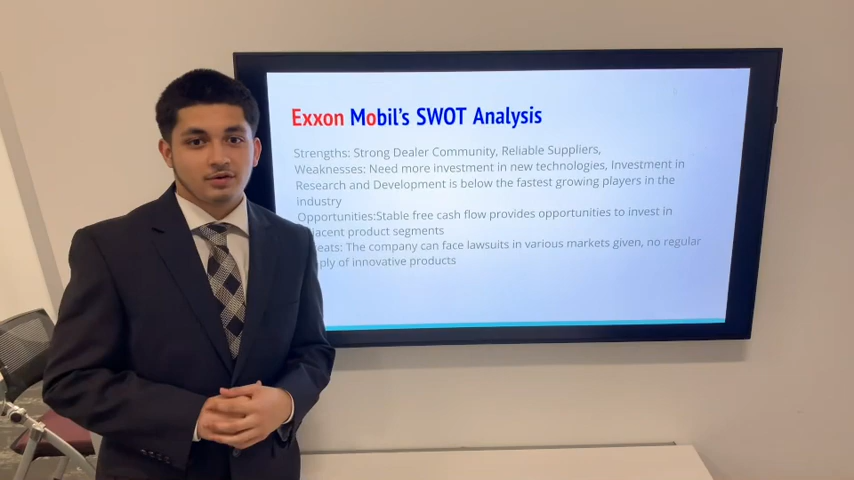 Exxon Mobil's SWOT Analysis
Strengths: Strong Dealer Community, Reliable Suppliers,
Weaknesses: Need more investment in new technologies, Investment in
Research and Development is below the fastest growing players in the
industry
Opportunities:Stable free cash flow provides opportunities to invest in
segments
The company can face lawsuits in various markets given, no regular
of innovative products